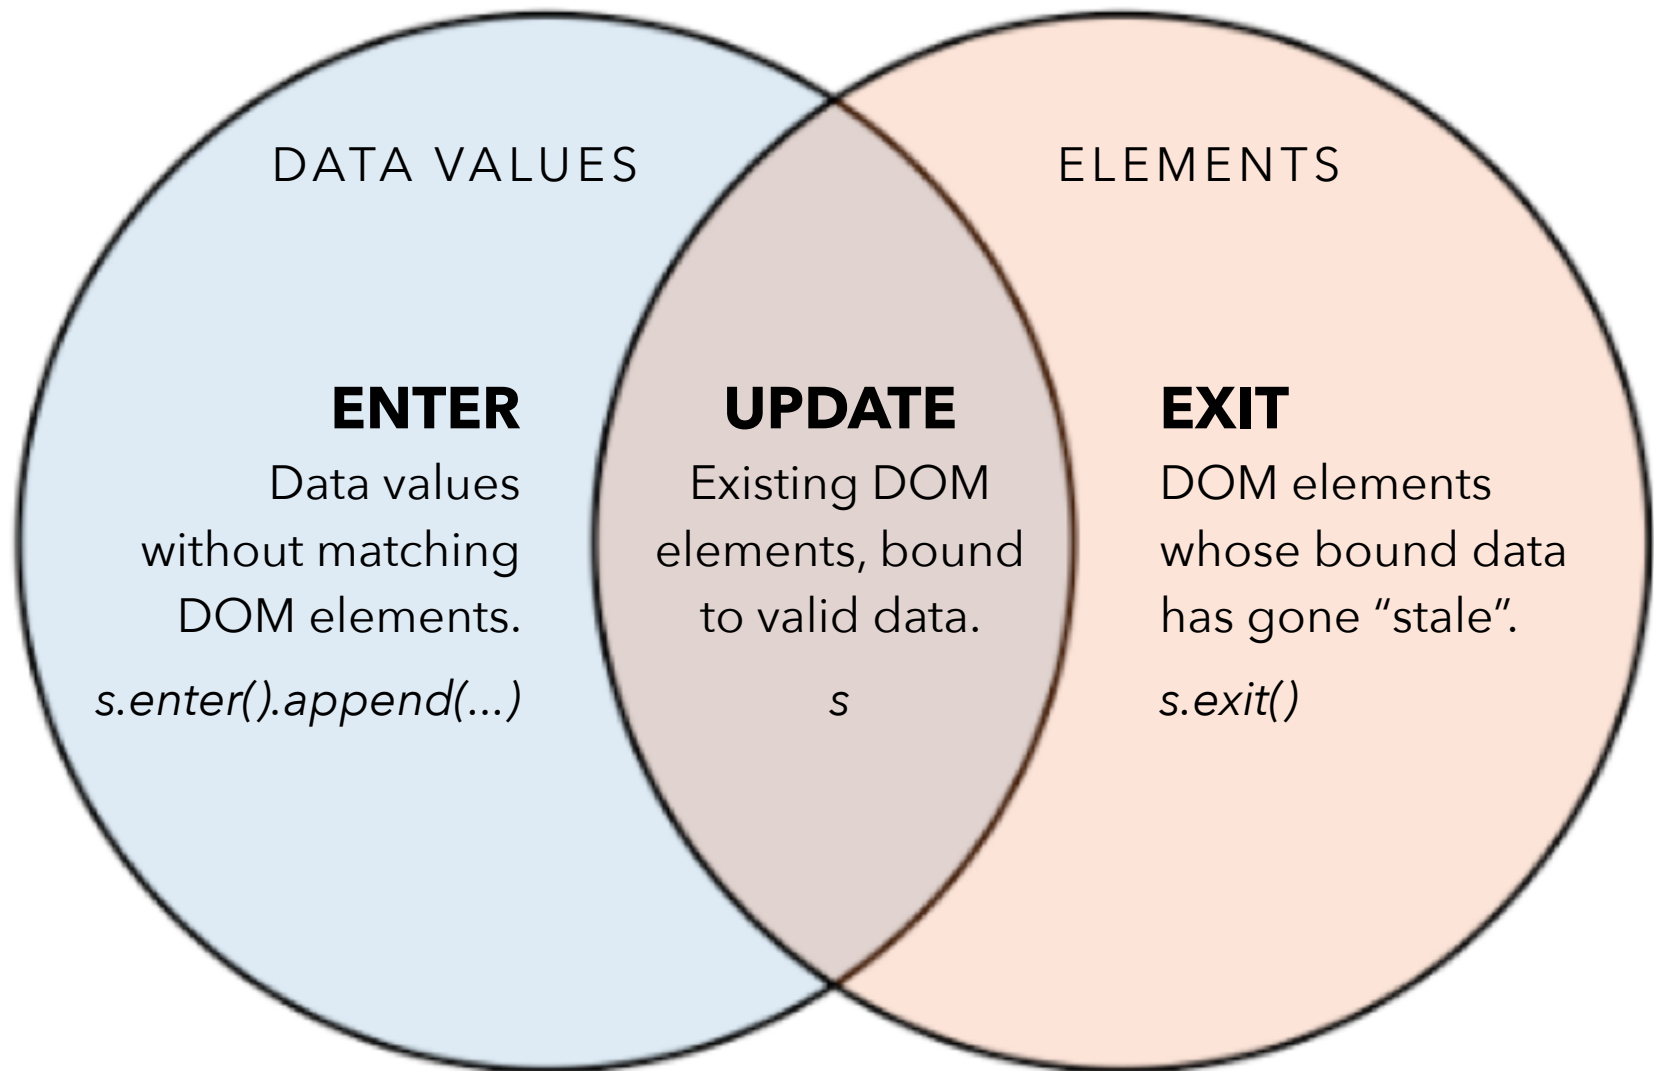 DATA VALUES
ELEMENTS
ENTER
Data values
without matching
DOM elements.
s.enter().append(...)
UPDATE
Existing DOM
elements, bound
to valid data.
s
EXIT
DOM elements
whose bound data
has gone “stale”.
s.exit()